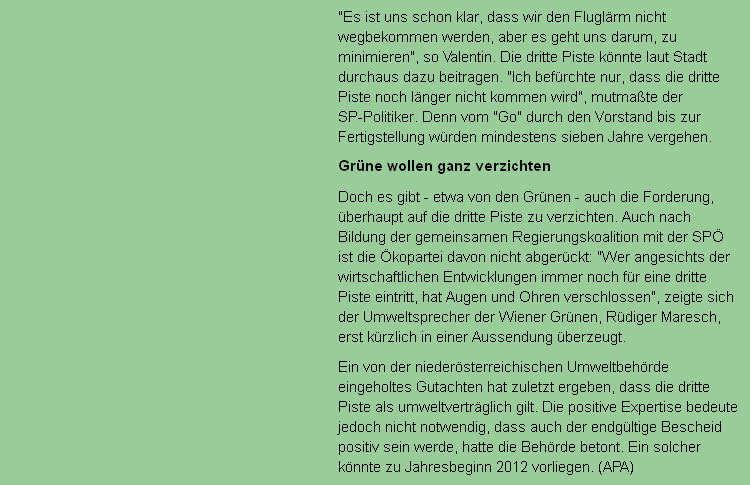 "Es ist uns schon klar, dass wir den Fluglärm nicht
wegbekommen werden, aber es geht uns darum, zu
minimieren", so Valentin. Die dritte Piste könnte laut Stadt
durchaus dazu beitragen. "Ich befürchte nur, dass die dritte
Piste noch länger nicht kommen wird", mutmaßte der
SP-Politiker. Denn vom "Go" durch den Vorstand bis zur
Fertigstellung würden mindestens sieben Jahre vergehen.
Grüne wollen ganz verzichten
Doch es gibt - etwa von den Grünen - auch die Forderung,
überhaupt auf die dritte Piste zu verzichten. Auch nach
Bildung der gemeinsamen Regierungskoalition mit der SPÖ
ist die Ökopartei davon nicht abgerückt: "Wer angesichts der
wirtschaftlichen Entwicklungen immer noch für eine dritte
Piste eintritt, hat Augen und Ohren verschlossen", zeigte sich
der Umweltsprecher der Wiener Grünen, Rüdiger Maresch,
erst kürzlich in einer Aussendung überzeugt.
Ein von der niederösterreichischen Umweltbehörde
eingeholtes Gutachten hat zuletzt ergeben, dass die dritte
Piste als umweltverträglich gilt. Die positive Expertise bedeute
jedoch nicht notwendig, dass auch der endgültige Bescheid
positiv sein werde, hatte die Behörde betont. Ein solcher
könnte zu Jahresbeginn 2012 vorliegen. (APA)